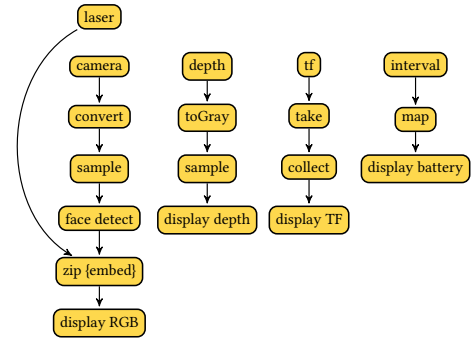 laser
camera
depth
tf
interval
convert
toGray
take
map
sample
sample
collect
display battery
face detect
display depth
display TF
zip {embed}
display RGB